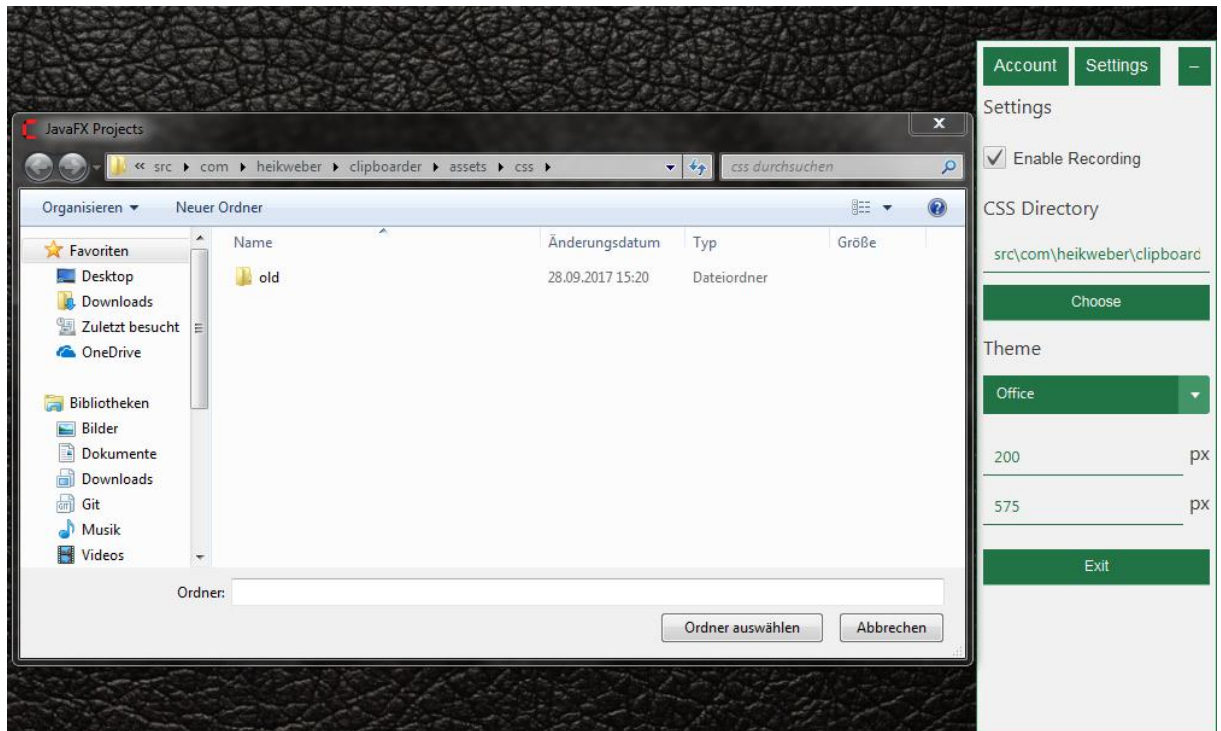 JavaFX Projects
x
« src ▸ com ▸ heikweber ▸ clipboarder ▸ assets ▸ css ▸
css durchsuchen
Organisieren ▾ Neuer Ordner
Favoriten
Desktop
Downloads
Zuletzt besucht
OneDrive
Bibliotheken
Bilder
Dokumente
Downloads
Git
Musik
Videos
Name Änderungsdatum Typ Größe
old 28.09.2017 15:20 Dateiordner
Ordner:
Ordner auswählen Abbrechen
Account Settings –
Settings
Enable Recording
CSS Directory
src\com\heikweber\clipboard
Choose
Theme
Office
200 px
575 px
Exit